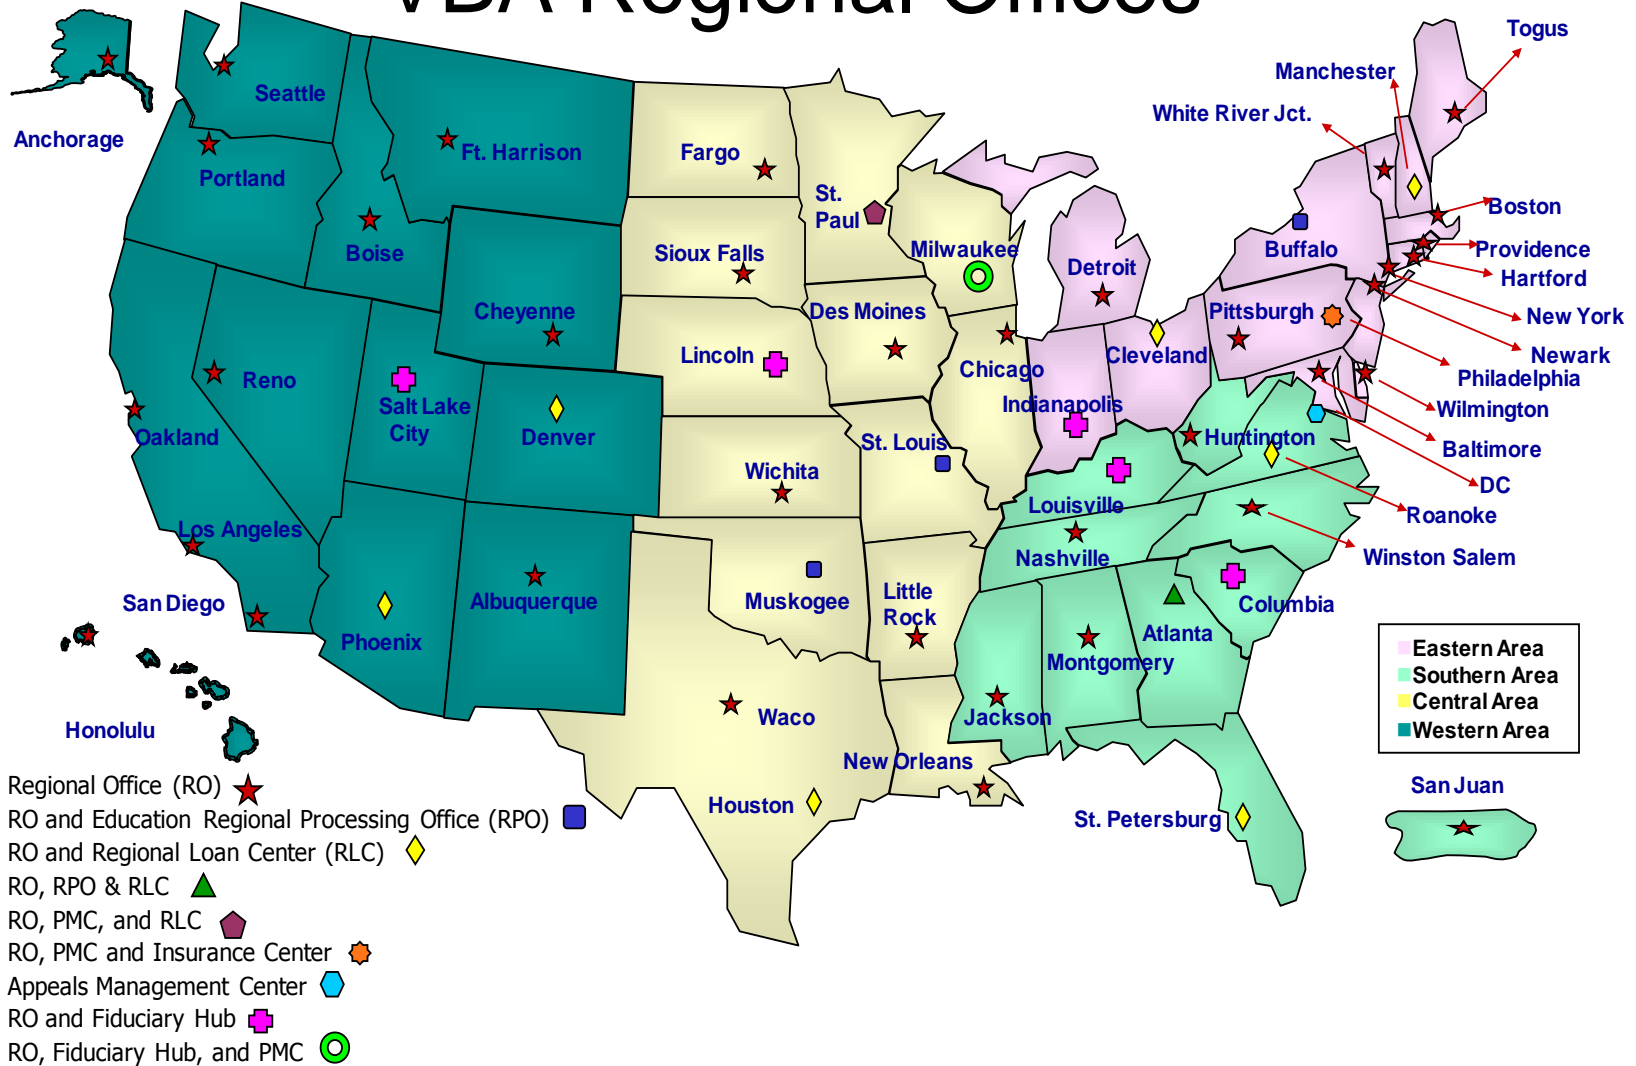 VBA Regional Offices
Togus
Manchester
White River Jct.
Seattle
Anchorage
Ft. Harrison
Fargo
Portland
St.
Paul
Boston
Boise
Sioux Falls
Milwaukee
Buffalo
Providence
Detroit
Hartford
Cheyenne
Des Moines
Pittsburgh
New York
Lincoln
Chicago
Cleveland
Newark
Reno
Philadelphia
Salt Lake
City
Indianapolis
Wilmington
Oakland
Denver
St. Louis
Huntington
Baltimore
Wichita
DC
Louisville
Roanoke
Los Angeles
Nashville
Winston Salem
San Diego
Albuquerque
Muskogee
Little
Rock
Columbia
Phoenix
Atlanta
Montgomery
Eastern Area
Southern Area
Central Area
Western Area
Honolulu
Waco
Jackson
New Orleans
San Juan
Houston
St. Petersburg
Regional Office (RO)
RO and Education Regional Processing Office (RPO)
RO and Regional Loan Center (RLC)
RO, RPO & RLC
RO, PMC, and RLC
RO, PMC and Insurance Center
Appeals Management Center
RO and Fiduciary Hub
RO, Fiduciary Hub, and PMC